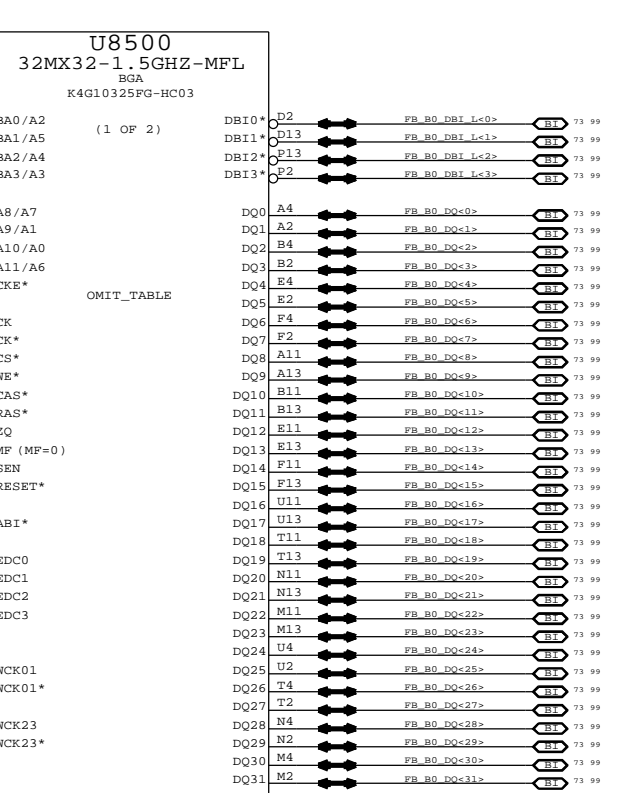 U8500
32MX32-1.5GHZ-MFL
BGA
K4G10325FG-HC03
(1 OF 2)
OMIT_TABLE
BA0/A2 DBI0* D2 FB_B0_DBI_L<0> BI 73 99
BA1/A5 DBI1* D13 FB_B0_DBI_L<1> BI 73 99
BA2/A4 DBI2* P13 FB_B0_DBI_L<2> BI 73 99
BA3/A3 DBI3* P2 FB_B0_DBI_L<3> BI 73 99
A8/A7 DQ0 A4 FB_B0_DQ<0> BI 73 99
A9/A1 DQ1 A2 FB_B0_DQ<1> BI 73 99
A10/A0 DQ2 B4 FB_B0_DQ<2> BI 73 99
A11/A6 DQ3 B2 FB_B0_DQ<3> BI 73 99
CKE* DQ4 E4 FB_B0_DQ<4> BI 73 99
DQ5 E2 FB_B0_DQ<5> BI 73 99
CK DQ6 F4 FB_B0_DQ<6> BI 73 99
CK* DQ7 F2 FB_B0_DQ<7> BI 73 99
CS* DQ8 A11 FB_B0_DQ<8> BI 73 99
WE* DQ9 A13 FB_B0_DQ<9> BI 73 99
CAS* DQ10 B11 FB_B0_DQ<10> BI 73 99
RAS* DQ11 B13 FB_B0_DQ<11> BI 73 99
ZQ DQ12 E11 FB_B0_DQ<12> BI 73 99
MF (MF=0) DQ13 E13 FB_B0_DQ<13> BI 73 99
SEN DQ14 F11 FB_B0_DQ<14> BI 73 99
RESET* DQ15 F13 FB_B0_DQ<15> BI 73 99
DQ16 U11 FB_B0_DQ<16> BI 73 99
ABI* DQ17 U13 FB_B0_DQ<17> BI 73 99
DQ18 T11 FB_B0_DQ<18> BI 73 99
EDC0 DQ19 T13 FB_B0_DQ<19> BI 73 99
EDC1 DQ20 N11 FB_B0_DQ<20> BI 73 99
EDC2 DQ21 N13 FB_B0_DQ<21> BI 73 99
EDC3 DQ22 M11 FB_B0_DQ<22> BI 73 99
DQ23 M13 FB_B0_DQ<23> BI 73 99
DQ24 U4 FB_B0_DQ<24> BI 73 99
WCK01 DQ25 U2 FB_B0_DQ<25> BI 73 99
WCK01* DQ26 T4 FB_B0_DQ<26> BI 73 99
DQ27 T2 FB_B0_DQ<27> BI 73 99
WCK23 DQ28 N4 FB_B0_DQ<28> BI 73 99
WCK23* DQ29 N2 FB_B0_DQ<29> BI 73 99
DQ30 M4 FB_B0_DQ<30> BI 73 99
DQ31 M2 FB_B0_DQ<31> BI 73 99